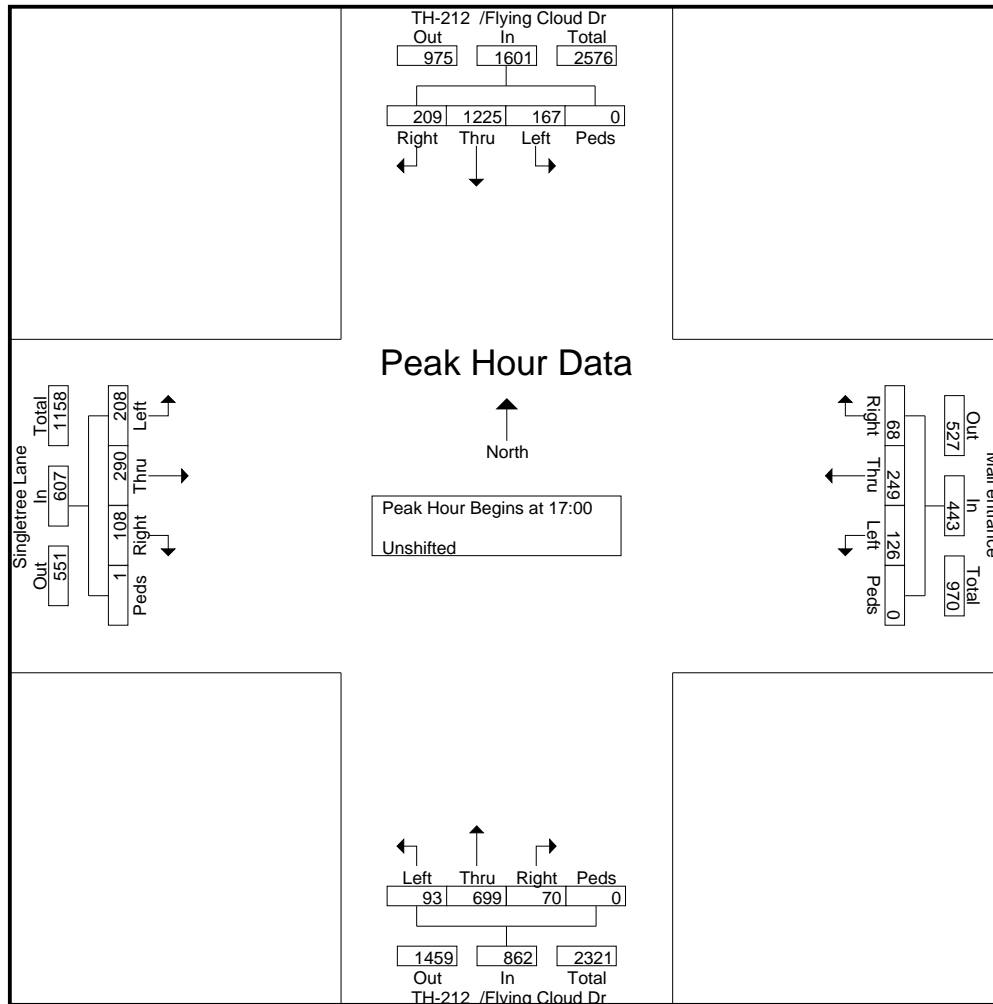 TH-212 /Flying Cloud Dr
Out In Total
975 1601 2576
209 1225 167 0
Right Thru Left Peds
Peak Hour Data
North
Peak Hour Begins at 17:00
Unshifted
Singletree Lane
Total In Out
1158 607 551
208 290 108 1
Left Thru Right Peds
Right Thru Left Peds
68 249 126 0
527 443 970
Out In Total
Main entrance
Left Thru Right Peds
93 699 70 0
1459 862 2321
Out In Total
TH-212 /Flying Cloud Dr